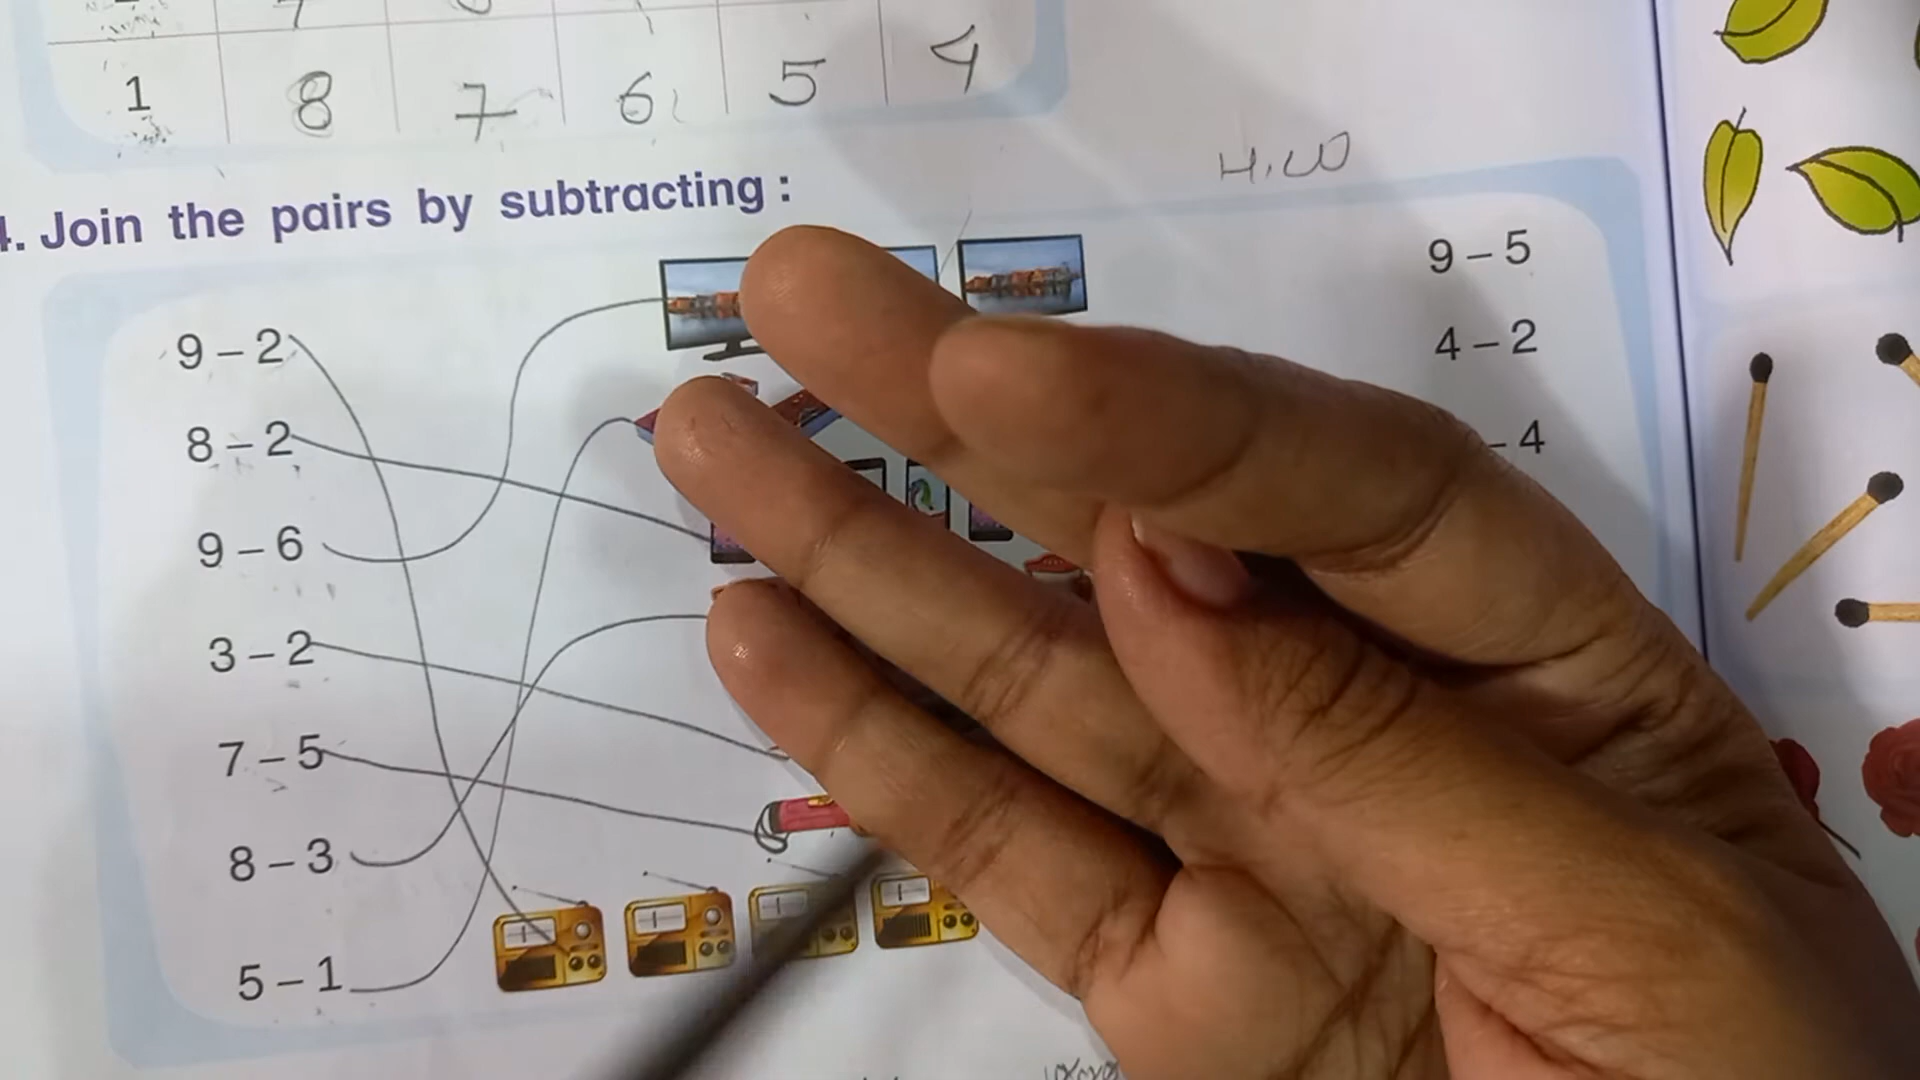 1 8 7 6 5 4
H.W
4. Join the pairs by subtracting :
9 – 2
8 – 2
9 – 6
3 – 2
7 – 5
8 – 3
5 – 1
9 – 5
4 – 2
– 4